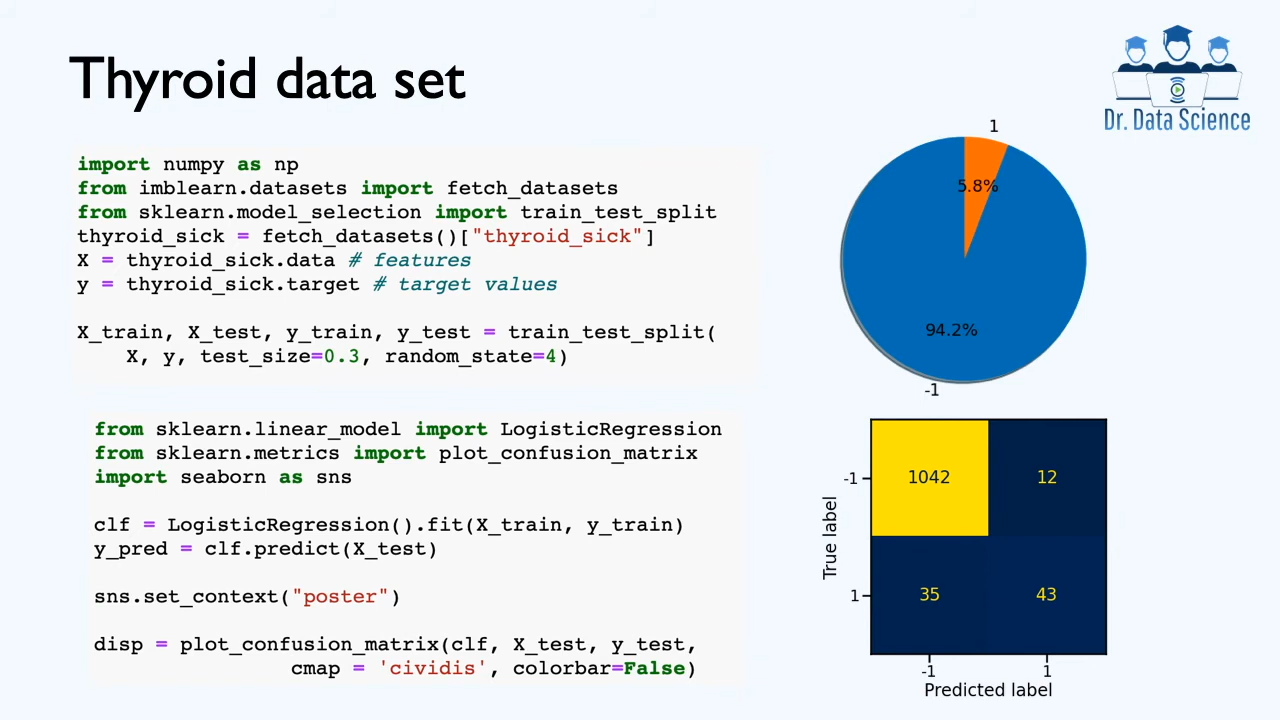 Thyroid data set
Dr. Data Science
import numpy as np
from imblearn.datasets import fetch_datasets
from sklearn.model_selection import train_test_split
thyroid_sick = fetch_datasets()["thyroid_sick"]
X = thyroid_sick.data # features
y = thyroid_sick.target # target values
X_train, X_test, y_train, y_test = train_test_split(
    X, y, test_size=0.3, random_state=4)
1
5.8%
94.2%
-1
from sklearn.linear_model import LogisticRegression
from sklearn.metrics import plot_confusion_matrix
import seaborn as sns
clf = LogisticRegression().fit(X_train, y_train)
y_pred = clf.predict(X_test)
sns.set_context("poster")
disp = plot_confusion_matrix(clf, X_test, y_test,
                cmap = 'cividis', colorbar=False)
True label
-1 1042 12
1 35 43
-1 1
Predicted label